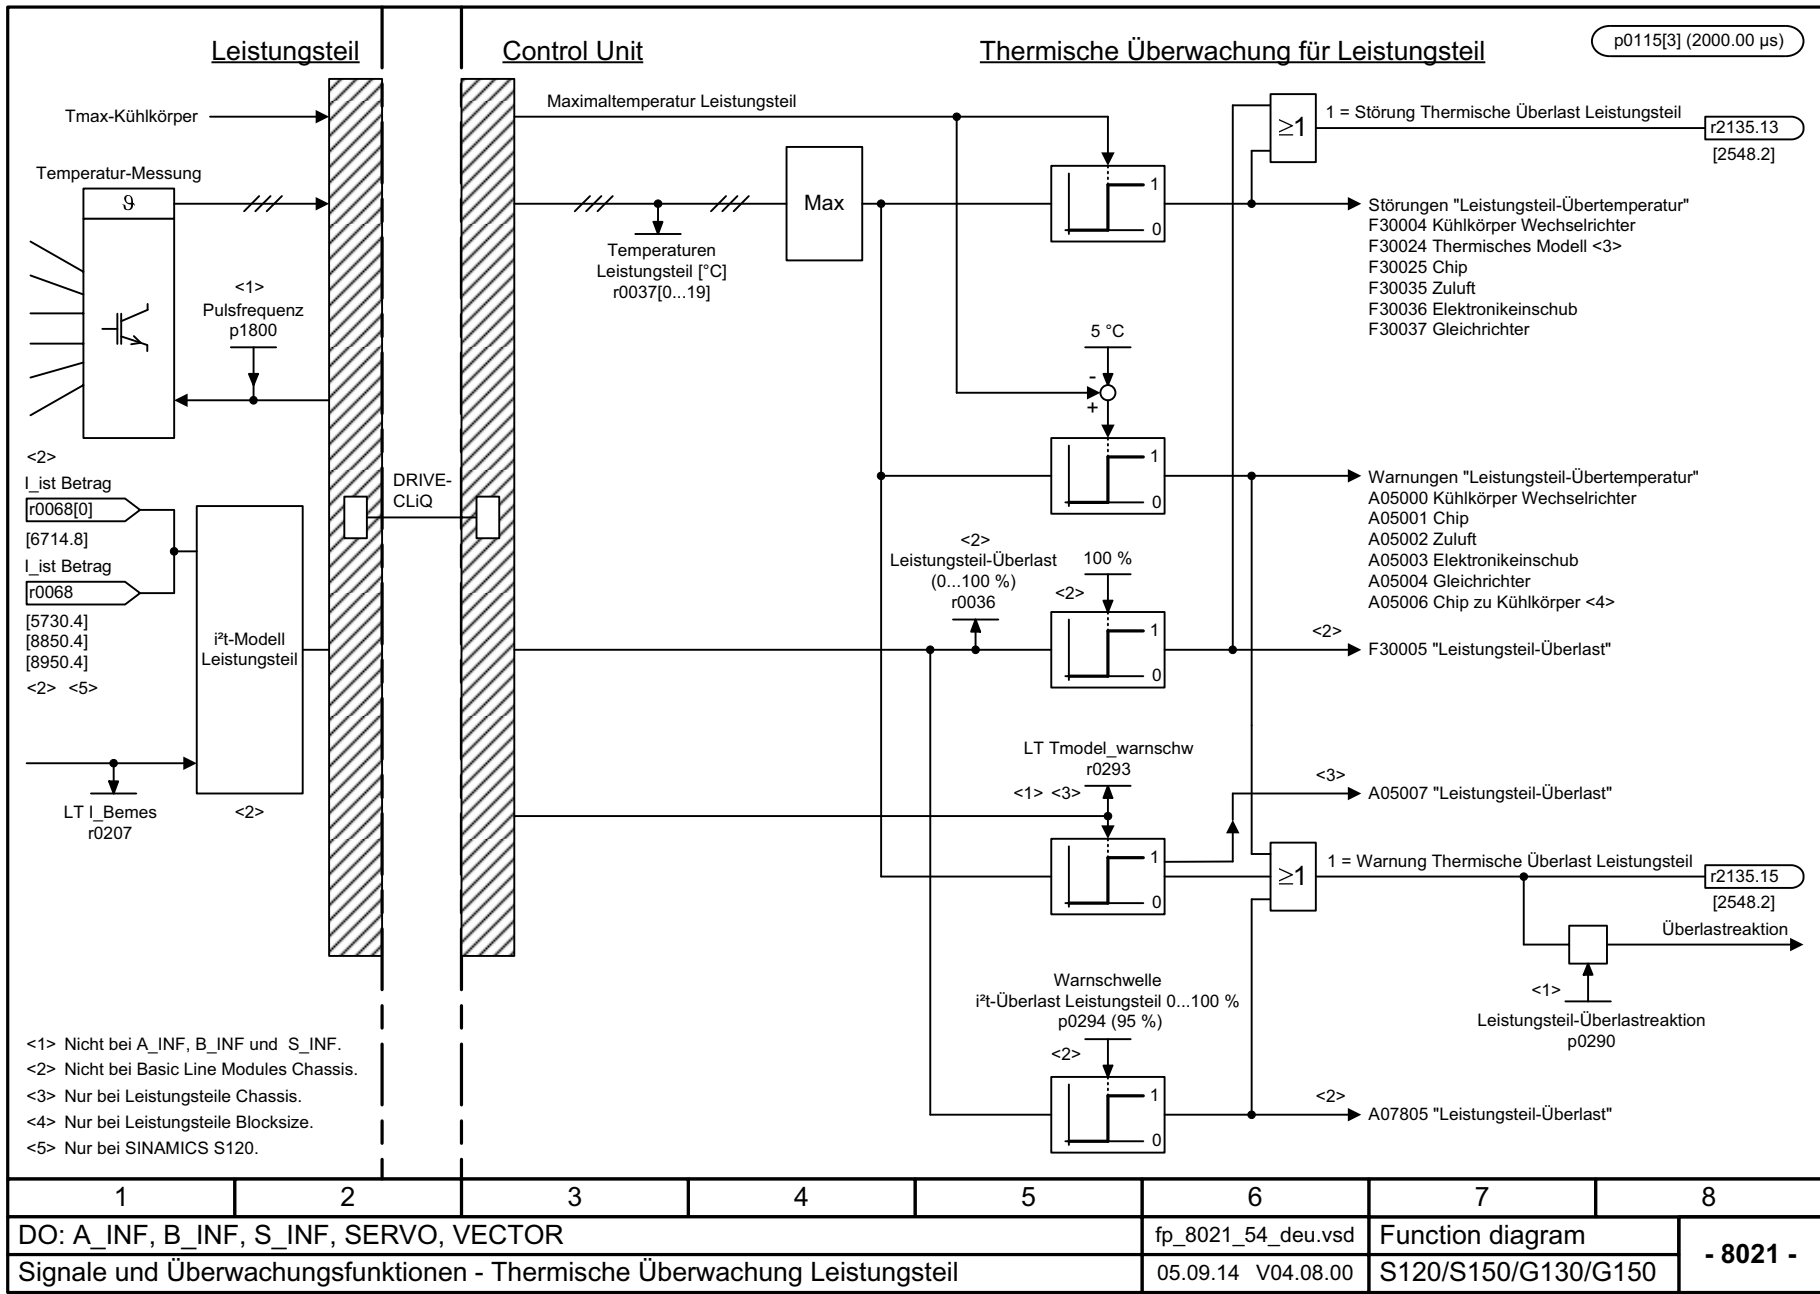 Leistungsteil
Control Unit
Thermische Überwachung für Leistungsteil
p0115[3] (2000.00 µs)
Tmax-Kühlkörper
Maximaltemperatur Leistungsteil
≥1
1 = Störung Thermische Überlast Leistungsteil
r2135.13
[2548.2]
Temperatur-Messung
ϑ
Max
1
0
Temperaturen
Leistungsteil [°C]
r0037[0...19]
Störungen "Leistungsteil-Übertemperatur"
F30004 Kühlkörper Wechselrichter
F30024 Thermisches Modell <3>
F30025 Chip
F30035 Zuluft
F30036 Elektronikeinschub
F30037 Gleichrichter
<1>
Pulsfrequenz
p1800
5 °C
-
+
1
0
Warnungen "Leistungsteil-Übertemperatur"
A05000 Kühlkörper Wechselrichter
A05001 Chip
A05002 Zuluft
A05003 Elektronikeinschub
A05004 Gleichrichter
A05006 Chip zu Kühlkörper <4>
<2>
I_ist Betrag
r0068[0]
[6714.8]
I_ist Betrag
r0068
[5730.4]
[8850.4]
[8950.4]
<2> <5>
i²t-Modell
Leistungsteil
<2>
DRIVE-
CLiQ
<2>
Leistungsteil-Überlast
(0...100 %)
r0036
100 %
<2>
1
0
<2>
F30005 "Leistungsteil-Überlast"
LT I_Bemes
r0207
LT Tmodel_warnschw
r0293
<1> <3>
1
0
<3>
A05007 "Leistungsteil-Überlast"
≥1
1 = Warnung Thermische Überlast Leistungsteil
r2135.15
[2548.2]
Überlastreaktion
<1>
Leistungsteil-Überlastreaktion
p0290
Warnschwelle
i²t-Überlast Leistungsteil 0...100 %
p0294 (95 %)
<2>
1
0
<2>
A07805 "Leistungsteil-Überlast"
<1> Nicht bei A_INF, B_INF und S_INF.
<2> Nicht bei Basic Line Modules Chassis.
<3> Nur bei Leistungsteile Chassis.
<4> Nur bei Leistungsteile Blocksize.
<5> Nur bei SINAMICS S120.
1 2 3 4 5 6 7 8
DO: A_INF, B_INF, S_INF, SERVO, VECTOR
fp_8021_54_deu.vsd
Function diagram
- 8021 -
Signale und Überwachungsfunktionen - Thermische Überwachung Leistungsteil
05.09.14 V04.08.00
S120/S150/G130/G150